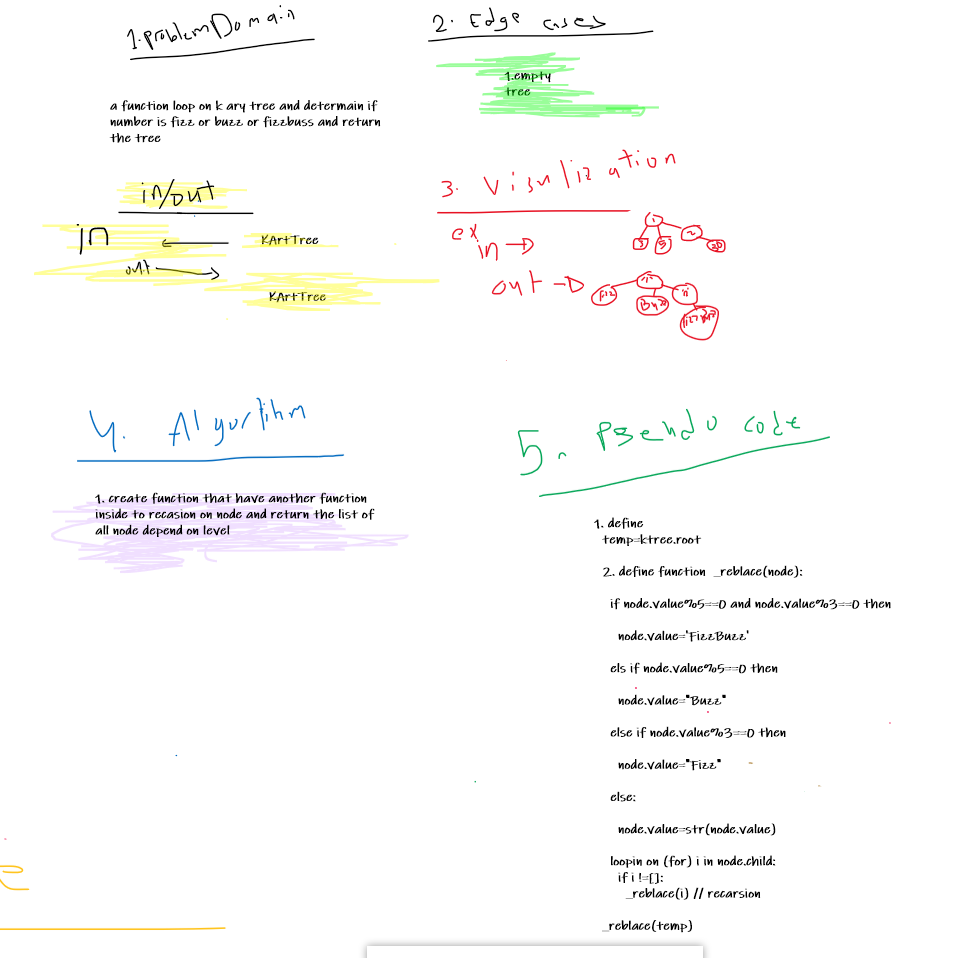 1.problemDomain
a function loop on k ary tree and determain if
number is fizz or buzz or fizzbuss and return
the tree
in/out
in
KArtTree
out
KArtTree
2. Edge cases
1.empty
tree
3. Visulization
ex
in →
1
2
3
5
out →
Fizz
Buzz
4. Algorithm
1. create function that have another function
inside to recasion on node and return the list of
all node depend on level
5. Psendo code
1. define
temp=ktree.root
2. define function _reblace(node):
if node.value%5==0 and node.value%3==0 then
node.value='FizzBuzz'
els if node.value%5==0 then
node.value="Buzz"
else if node.value%3==0 then
node.value="Fizz"
else:
node.value=str(node.value)
loopin on (for) i in node.child:
if i !=[]:
_reblace(i) // recarsion
_reblace(temp)